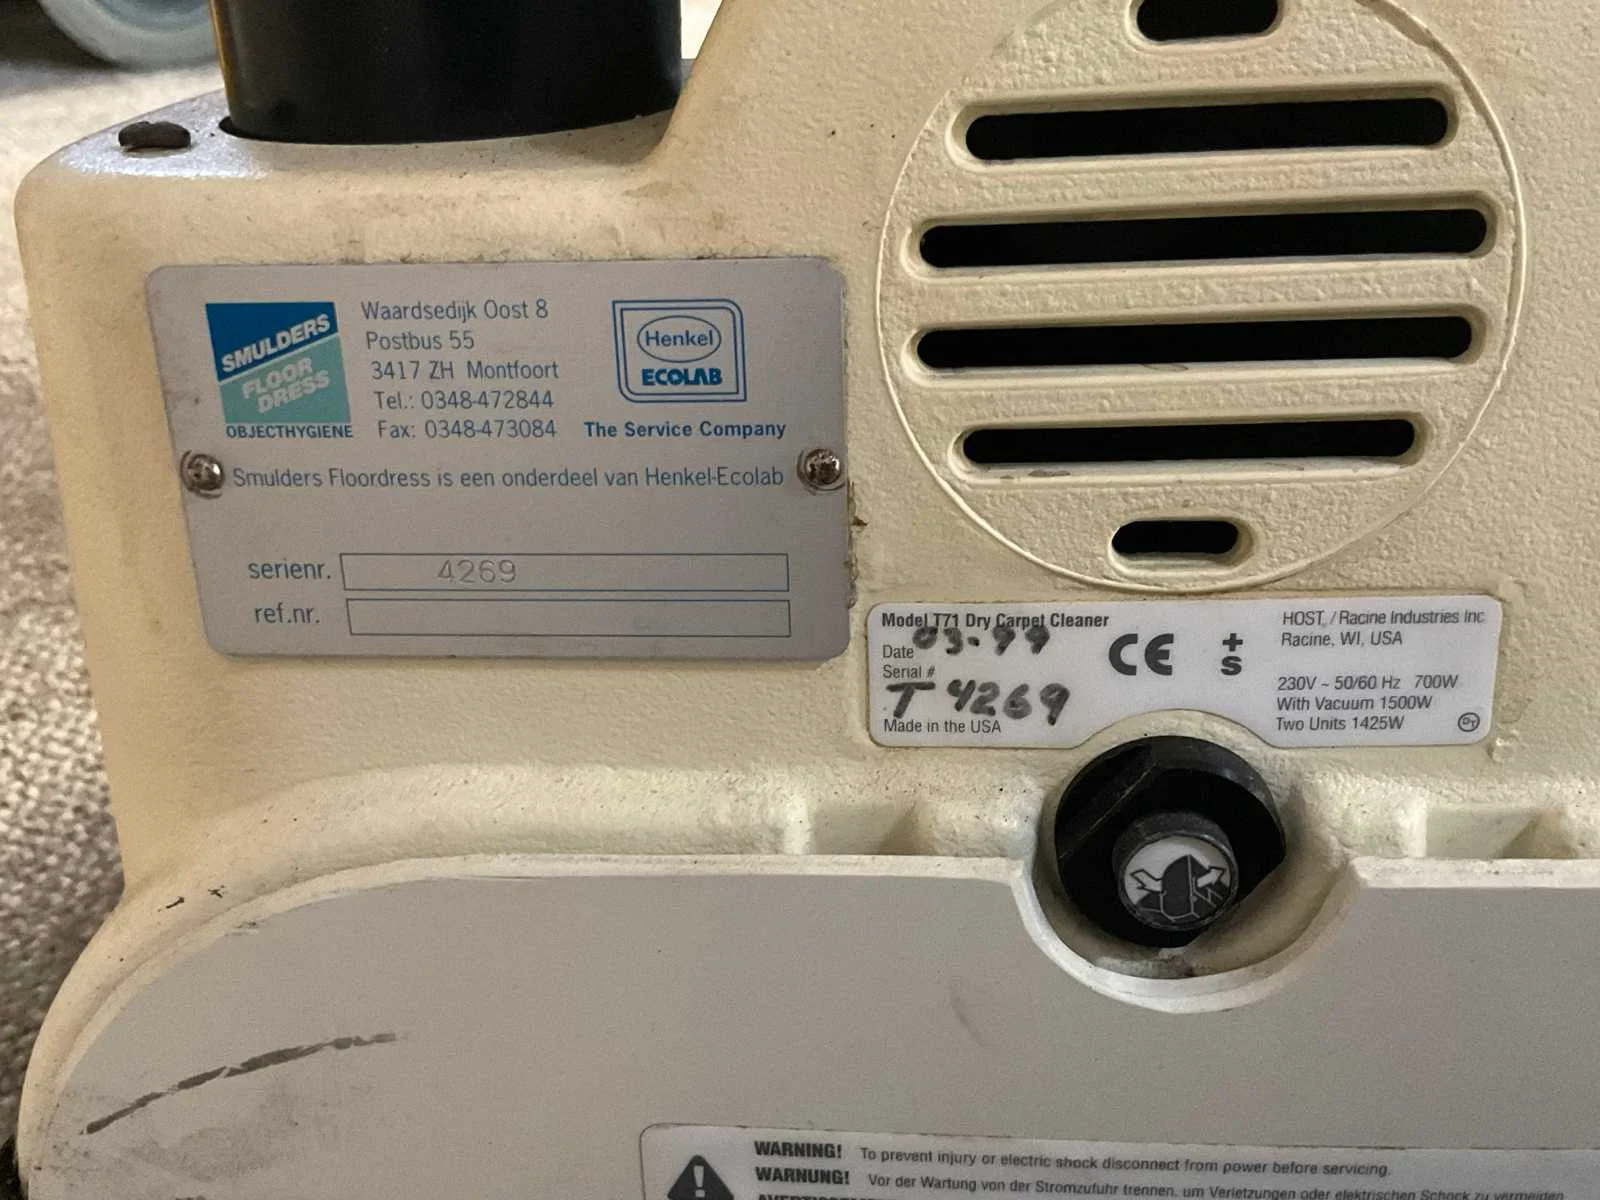 SMULDERS
FLOOR
DRESS
OBJECTHYGIENE
Waardsedijk Oost 8
Postbus 55
3417 ZH Montfoort
Tel.: 0348-472844
Fax: 0348-473084
Henkel
ECOLAB
The Service Company
Smulders Floordress is een onderdeel van Henkel-Ecolab
serienr. 4269
ref.nr.
Model T71 Dry Carpet Cleaner
Date 03-99
Serial #
T 4269
Made in the USA
CE
+
S
HOST / Racine Industries Inc
Racine, WI, USA
230V ~ 50/60 Hz 700W
With Vacuum 1500W
Two Units 1425W
WARNING! To prevent injury or electric shock disconnect from power before servicing.
WARNUNG! Vor der Wartung von der Stromzufuhr trennen, um Verletzungen oder elektrischen Schock zu